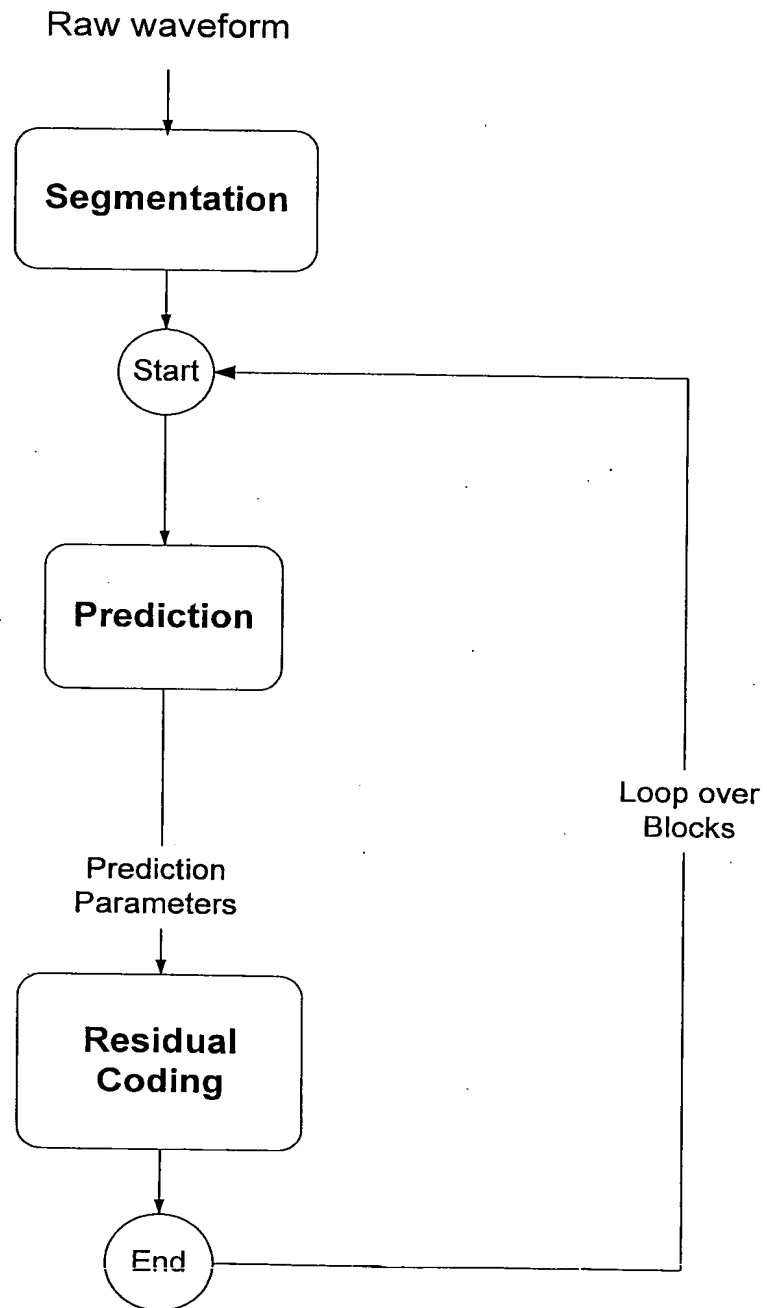 Raw waveform
Segmentation
Start
Prediction
Loop over
Blocks
Prediction
Parameters
Residual
Coding
End